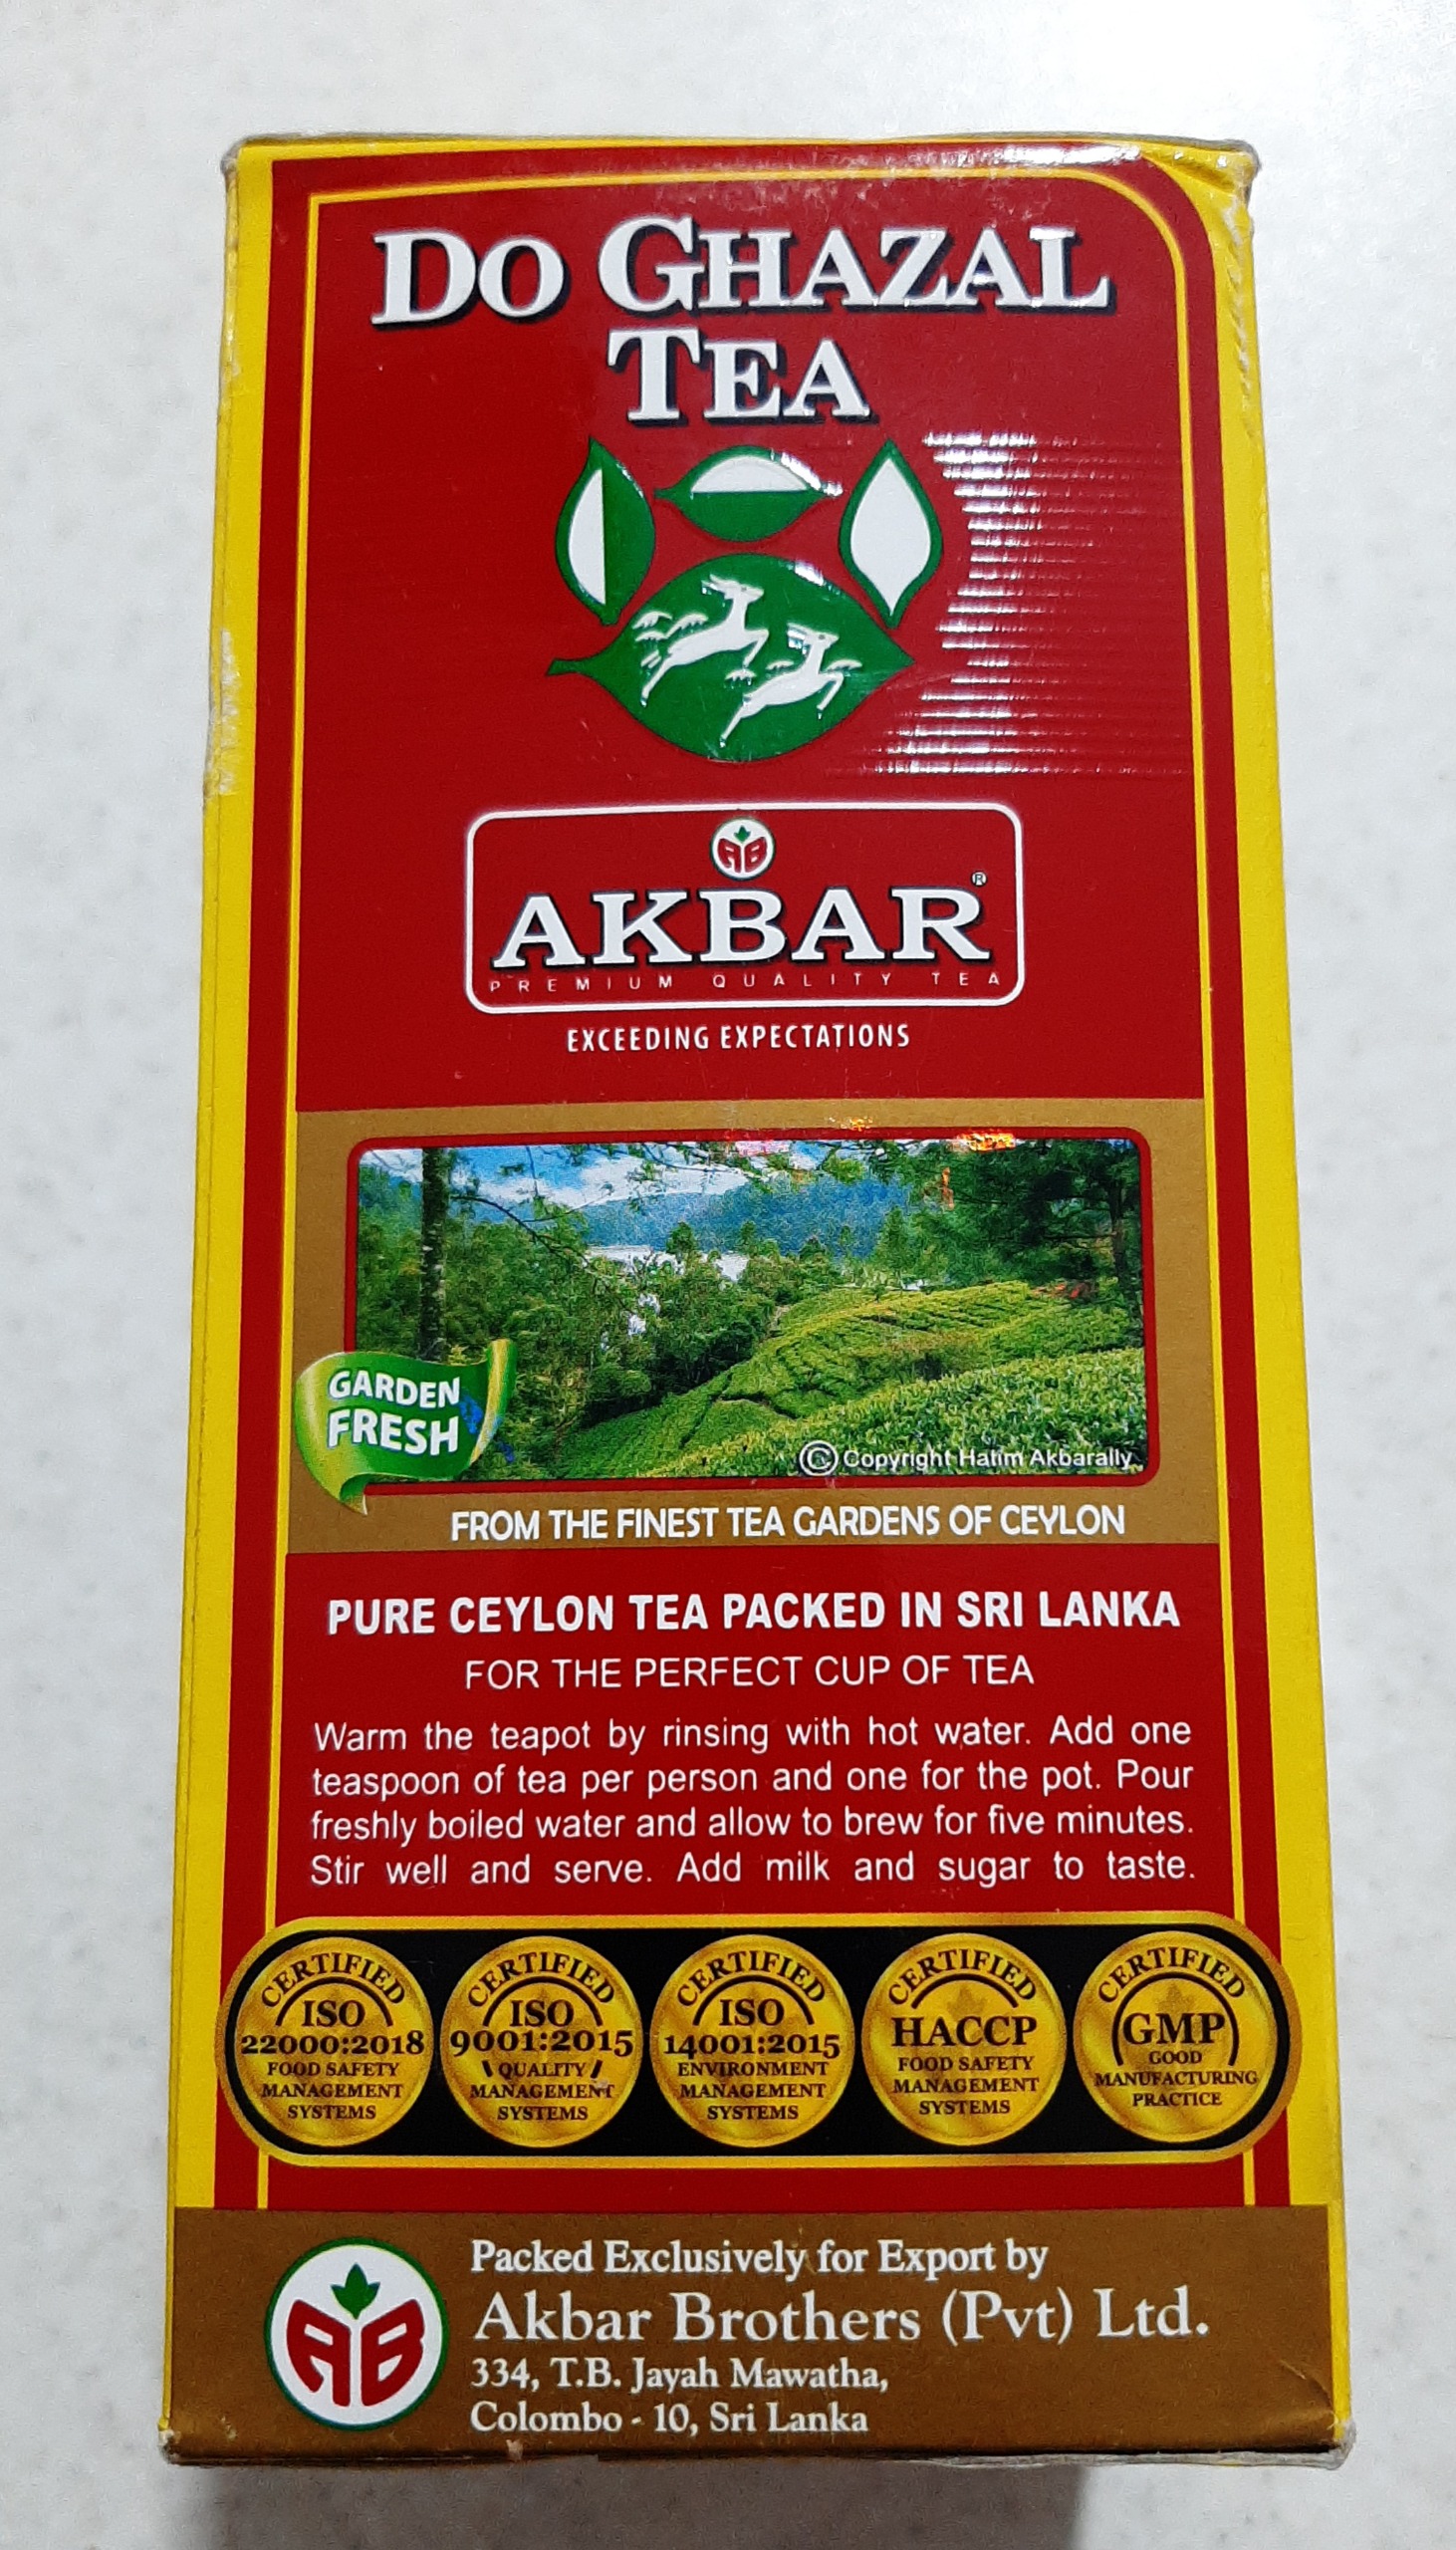 DO GHAZAL
TEA
AB
AKBAR®
PREMIUM QUALITY TEA
EXCEEDING EXPECTATIONS
GARDEN
FRESH
© Copyright Hatim Akbarally
FROM THE FINEST TEA GARDENS OF CEYLON
PURE CEYLON TEA PACKED IN SRI LANKA
FOR THE PERFECT CUP OF TEA
Warm the teapot by rinsing with hot water. Add one
teaspoon of tea per person and one for the pot. Pour
freshly boiled water and allow to brew for five minutes.
Stir well and serve. Add milk and sugar to taste.
CERTIFIED
ISO
22000:2018
FOOD SAFETY
MANAGEMENT
SYSTEMS
CERTIFIED
ISO
9001:2015
QUALITY
MANAGEMENT
SYSTEMS
CERTIFIED
ISO
14001:2015
ENVIRONMENT
MANAGEMENT
SYSTEMS
CERTIFIED
HACCP
FOOD SAFETY
MANAGEMENT
SYSTEMS
CERTIFIED
GMP
GOOD
MANUFACTURING
PRACTICE
AB
Packed Exclusively for Export by
Akbar Brothers (Pvt) Ltd.
334, T.B. Jayah Mawatha,
Colombo - 10, Sri Lanka